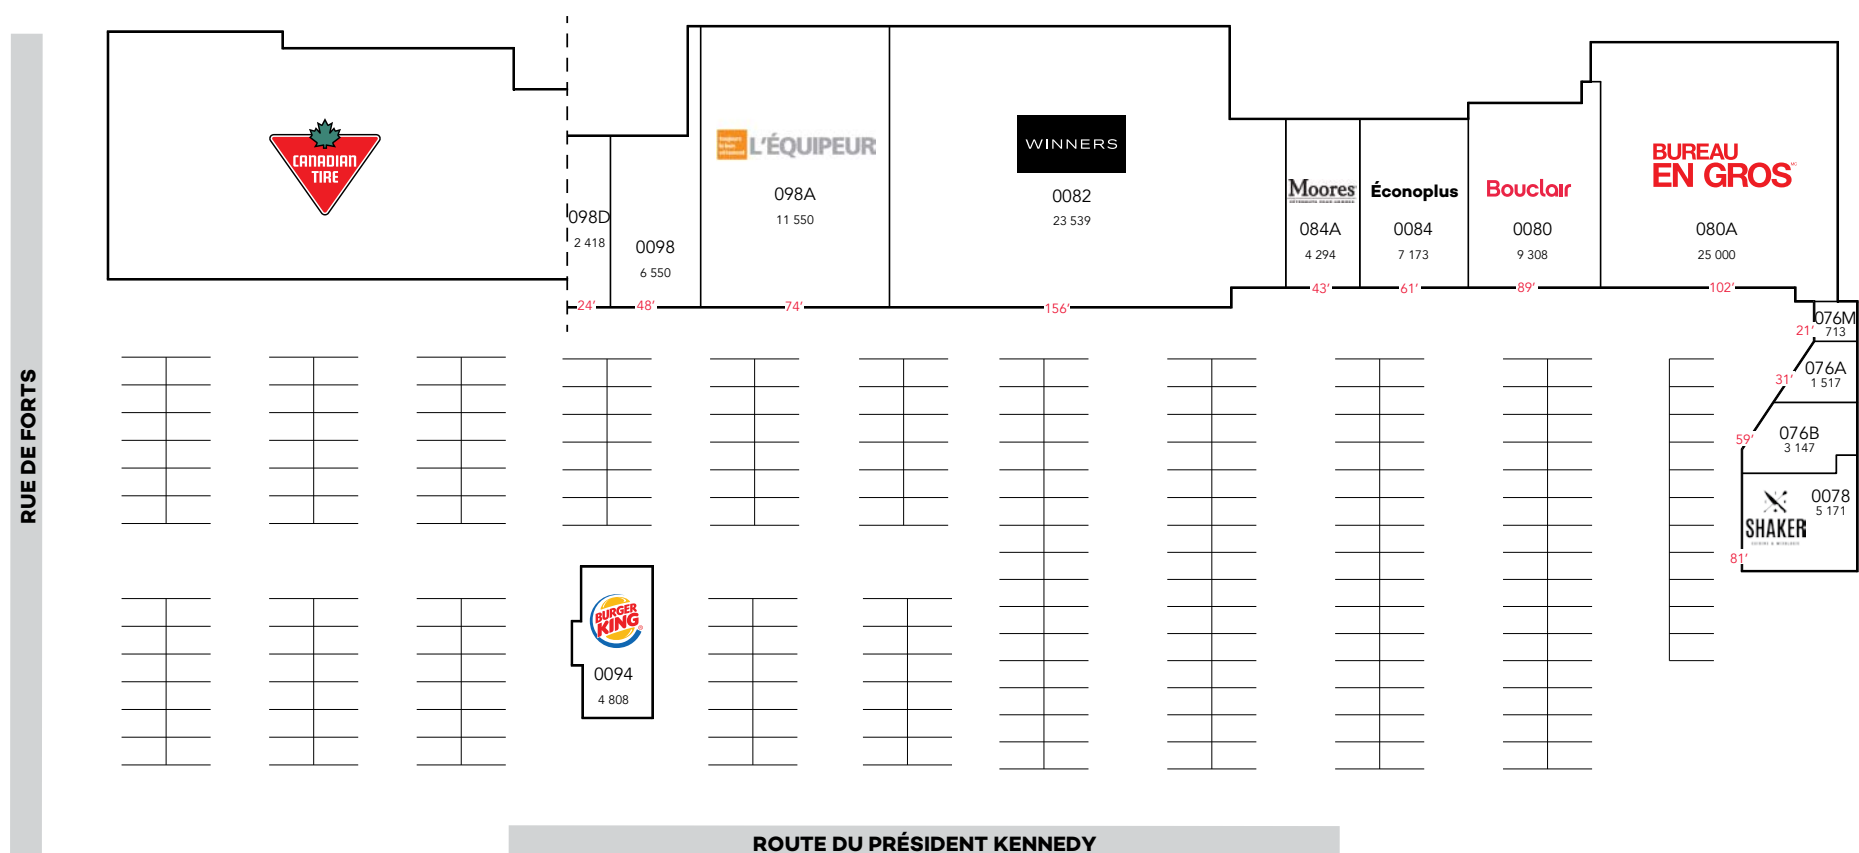 RUE DE FORTS
CANADIAN
TIRE
098D
2 418
24'
0098
6 550
48'
toujours
L'ÉQUIPEUR
098A
11 550
74'
WINNERS
0082
23 539
156'
Moores
084A
4 294
43'
Éconoplus
0084
7 173
61'
Bouclair
0080
9 308
89'
BUREAU
EN GROS
080A
25 000
102'
076M
713
21'
076A
1 517
31'
076B
3 147
59'
0078
5 171
SHAKER
81'
BURGER
KING
0094
4 808
ROUTE DU PRÉSIDENT KENNEDY